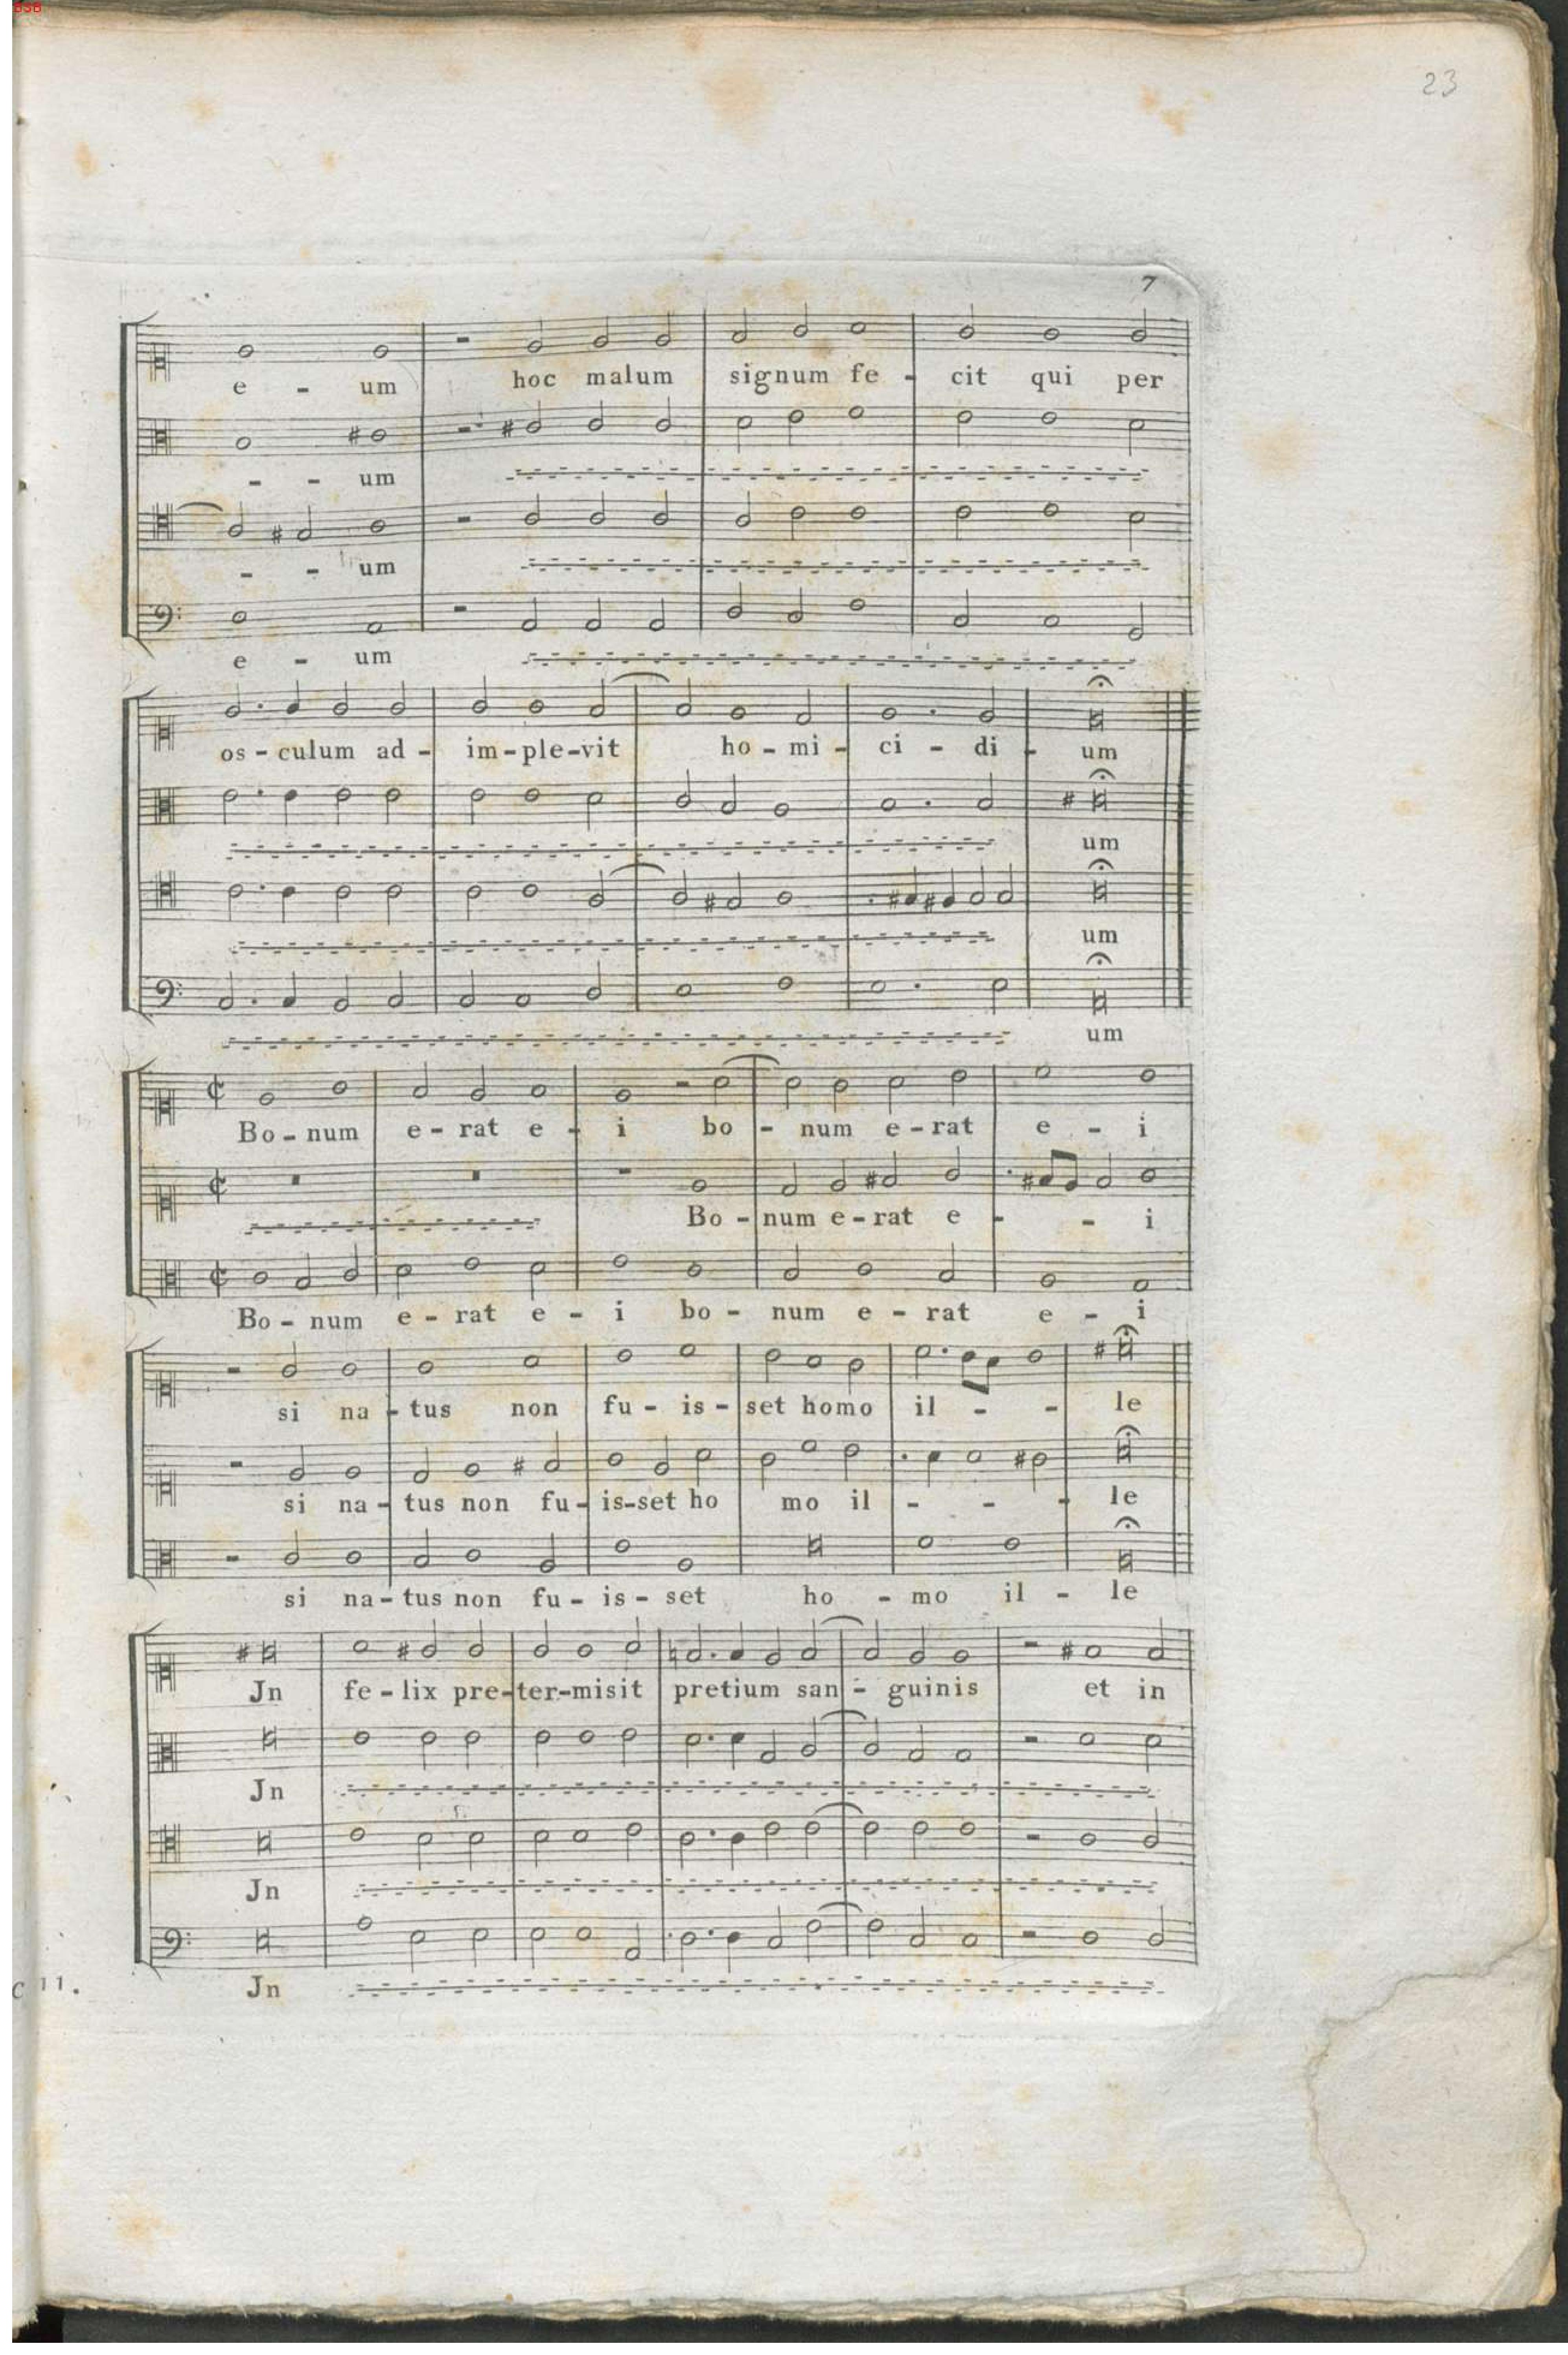 838
23
7
e - um hoc malum signum fe - cit qui per
- - um
- - um
e - um
os - culum ad - im - ple - vit ho - mi - ci - di - um
um
um
um
Bo - num e - rat e - i bo - num e - rat e - i
Bo - num e - rat e - - i
Bo - num e - rat e - i bo - num e - rat e - i
si na - tus non fu - is - set homo il - - le
si na - tus non fu - is - set ho mo il - - - le
si na - tus non fu - is - set ho - mo il - le
Jn fe - lix pre - ter - misit pretium san - guinis et in
Jn
Jn
Jn
c 11.